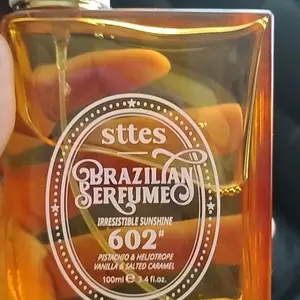 sttes
BRAZILIAN
PERFUME
IRRESISTIBLE SUNSHINE
602#
PISTACHIO & HELIOTROPE
VANILLA & SALTED CARAMEL
100ml e 3.4 fl.oz.